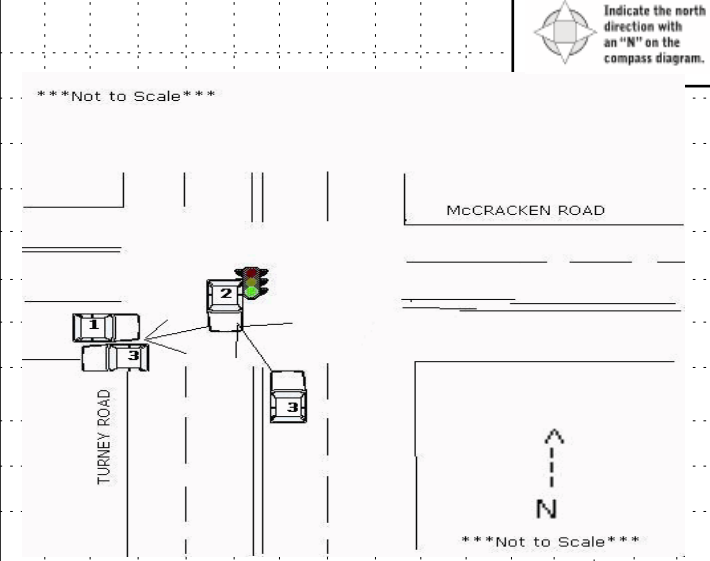 Indicate the north
direction with
an "N" on the
compass diagram.
***Not to Scale***
McCRACKEN ROAD
2
1
3
3
TURNEY ROAD
N
***Not to Scale***